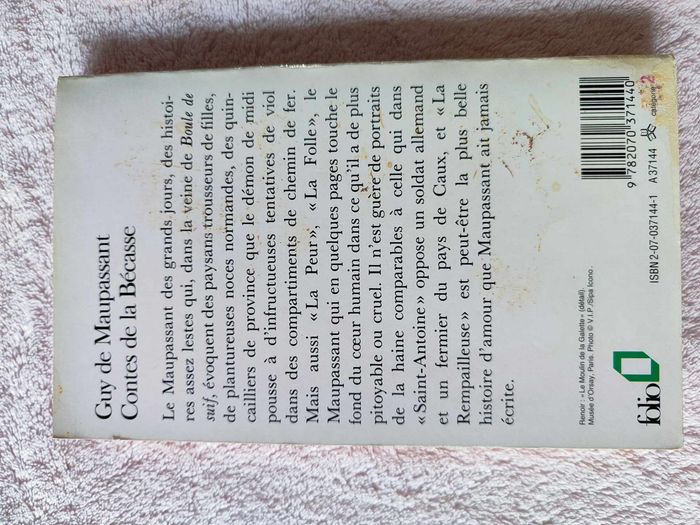 Guy de Maupassant
Contes de la Bécasse
Le Maupassant des grands jours, des histoi-
res assez lestes qui, dans la veine de Boule de
suif, évoquent des paysans trousseurs de filles,
de plantureuses noces normandes, des quin-
cailliers de province que le démon de midi
pousse à d'infructueuses tentatives de viol
dans des compartiments de chemin de fer.
Mais aussi « La Peur », « La Folle », le
Maupassant qui en quelques pages touche le
fond du cœur humain dans ce qu'il a de plus
pitoyable ou cruel. Il n'est guère de portraits
de la haine comparables à celle qui dans
« Saint-Antoine » oppose un soldat allemand
et un fermier du pays de Caux, et « La
Rempailleuse » est peut-être la plus belle
histoire d'amour que Maupassant ait jamais
écrite.
Renoir : « Le Moulin de la Galette » (détail).
Musée d'Orsay, Paris. Photo © V.I.P./Sipa Icono.
folio
9 782070 371440
ISBN 2-07-037144-1
A 37144
catégorie 2